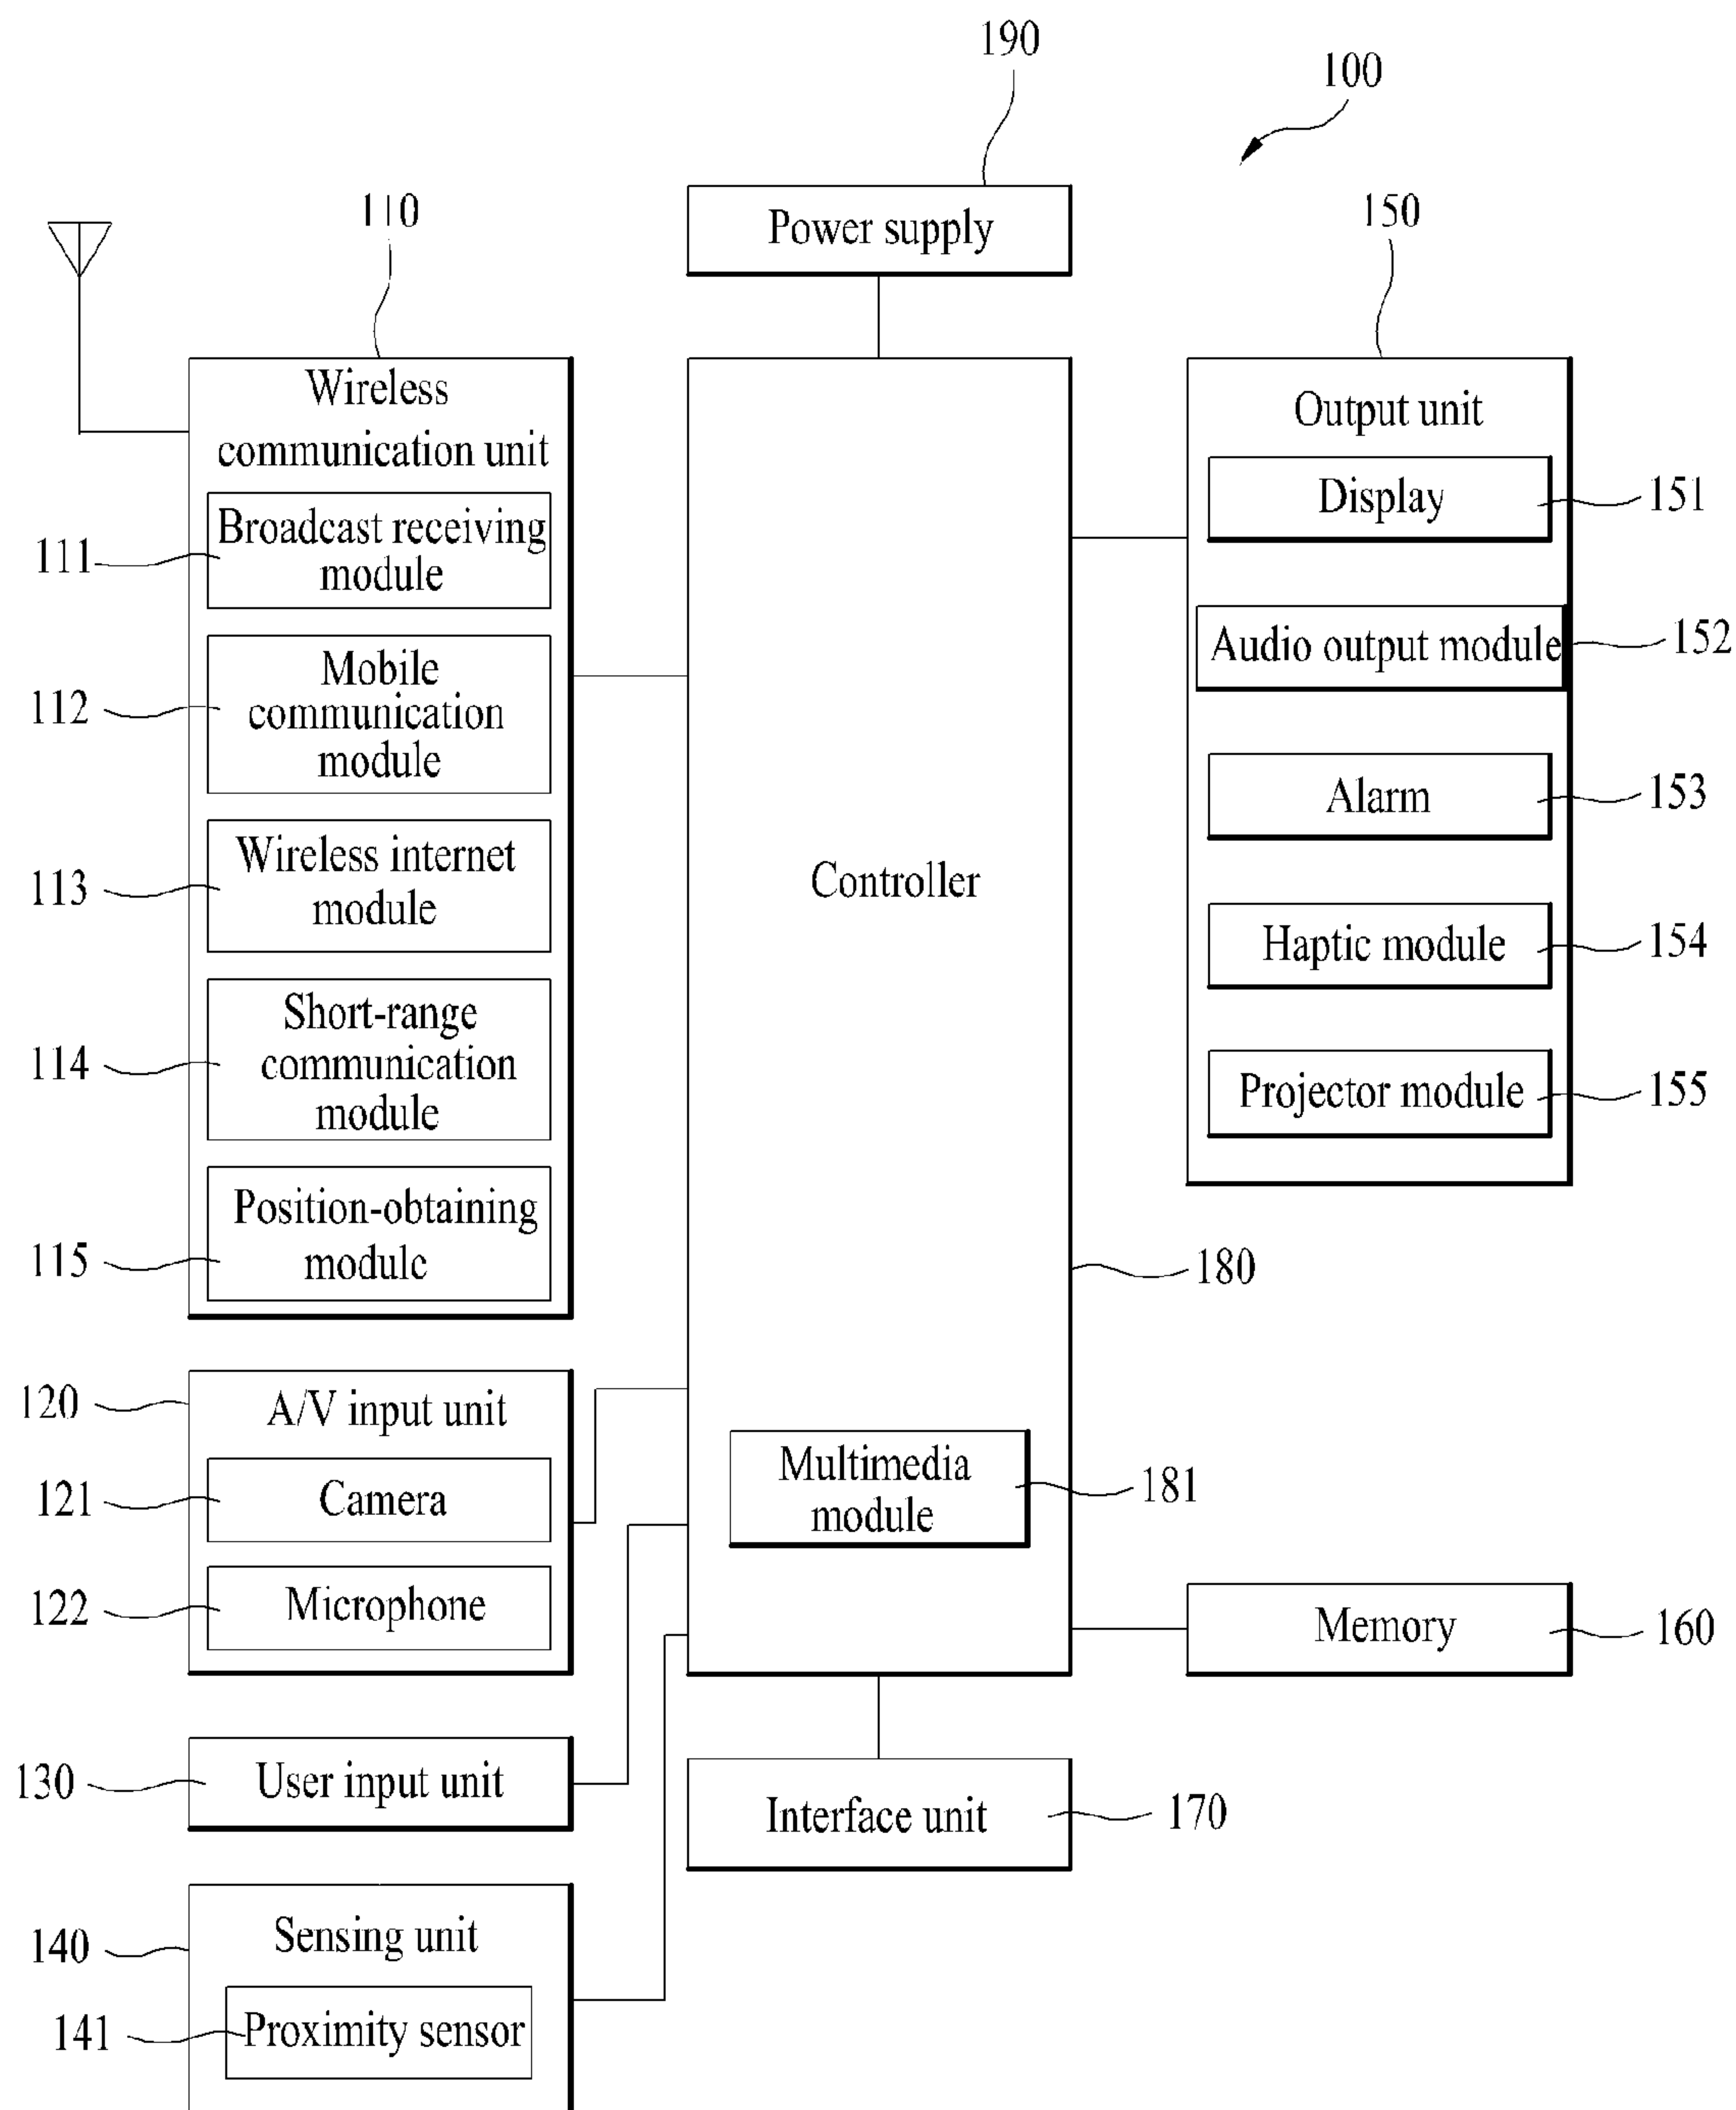 190
100
110
Power supply
150
Wireless
communication unit
Output unit
111
Broadcast receiving
module
Display
151
112
Mobile
communication
module
Audio output module
152
113
Wireless internet
module
Controller
Alarm
153
Haptic module
154
114
Short-range
communication
module
Projector module
155
115
Position-obtaining
module
180
120
A/V input unit
121
Camera
Multimedia
module
181
122
Microphone
Memory
160
130
User input unit
Interface unit
170
140
Sensing unit
141
Proximity sensor